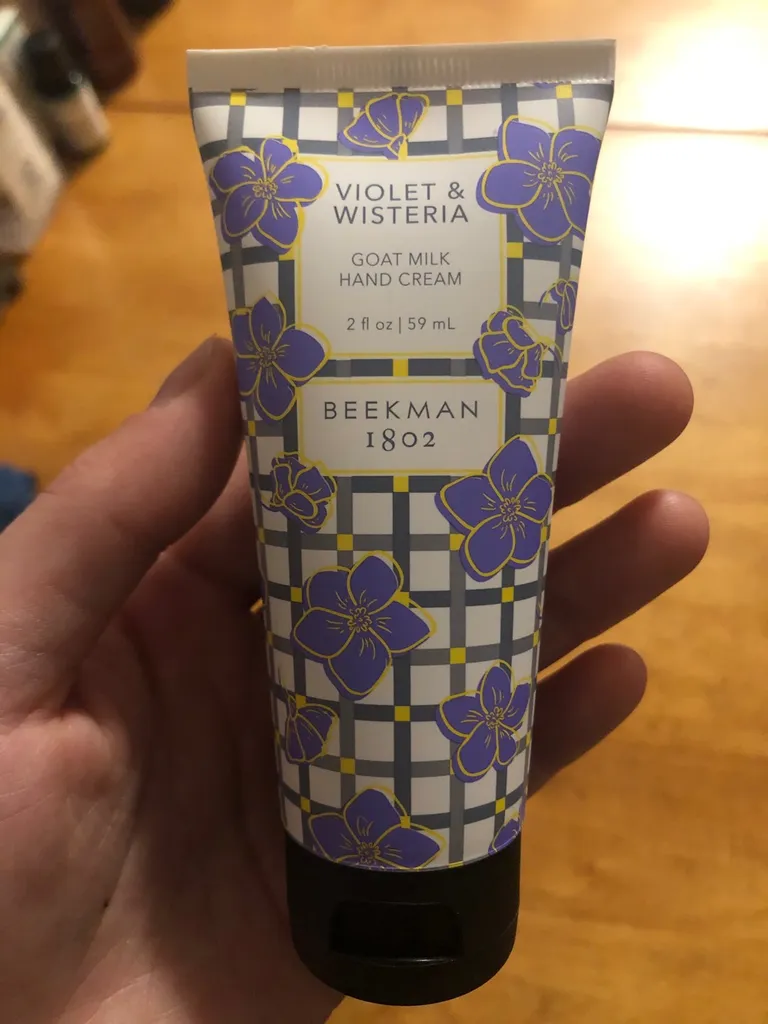 VIOLET &
WISTERIA
GOAT MILK
HAND CREAM
2 fl oz | 59 mL
BEEKMAN
1802